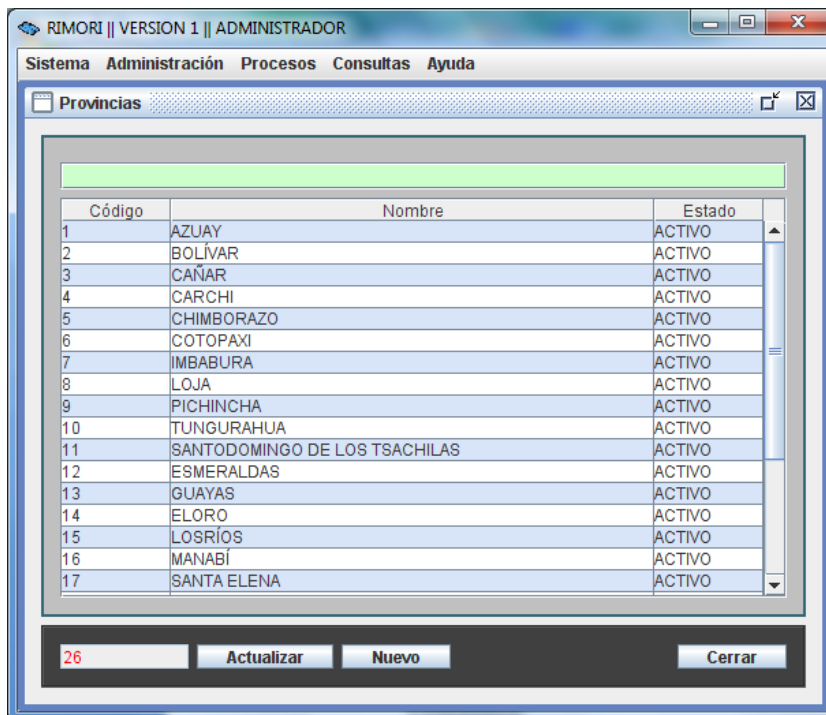 RIMORI || VERSION 1 || ADMINISTRADOR
Sistema Administración Procesos Consultas Ayuda
Provincias
Código Nombre Estado
1 AZUAY ACTIVO
2 BOLÍVAR ACTIVO
3 CAÑAR ACTIVO
4 CARCHI ACTIVO
5 CHIMBORAZO ACTIVO
6 COTOPAXI ACTIVO
7 IMBABURA ACTIVO
8 LOJA ACTIVO
9 PICHINCHA ACTIVO
10 TUNGURAHUA ACTIVO
11 SANTODOMINGO DE LOS TSACHILAS ACTIVO
12 ESMERALDAS ACTIVO
13 GUAYAS ACTIVO
14 ELORO ACTIVO
15 LOSRÍOS ACTIVO
16 MANABÍ ACTIVO
17 SANTA ELENA ACTIVO
26 Actualizar Nuevo Cerrar